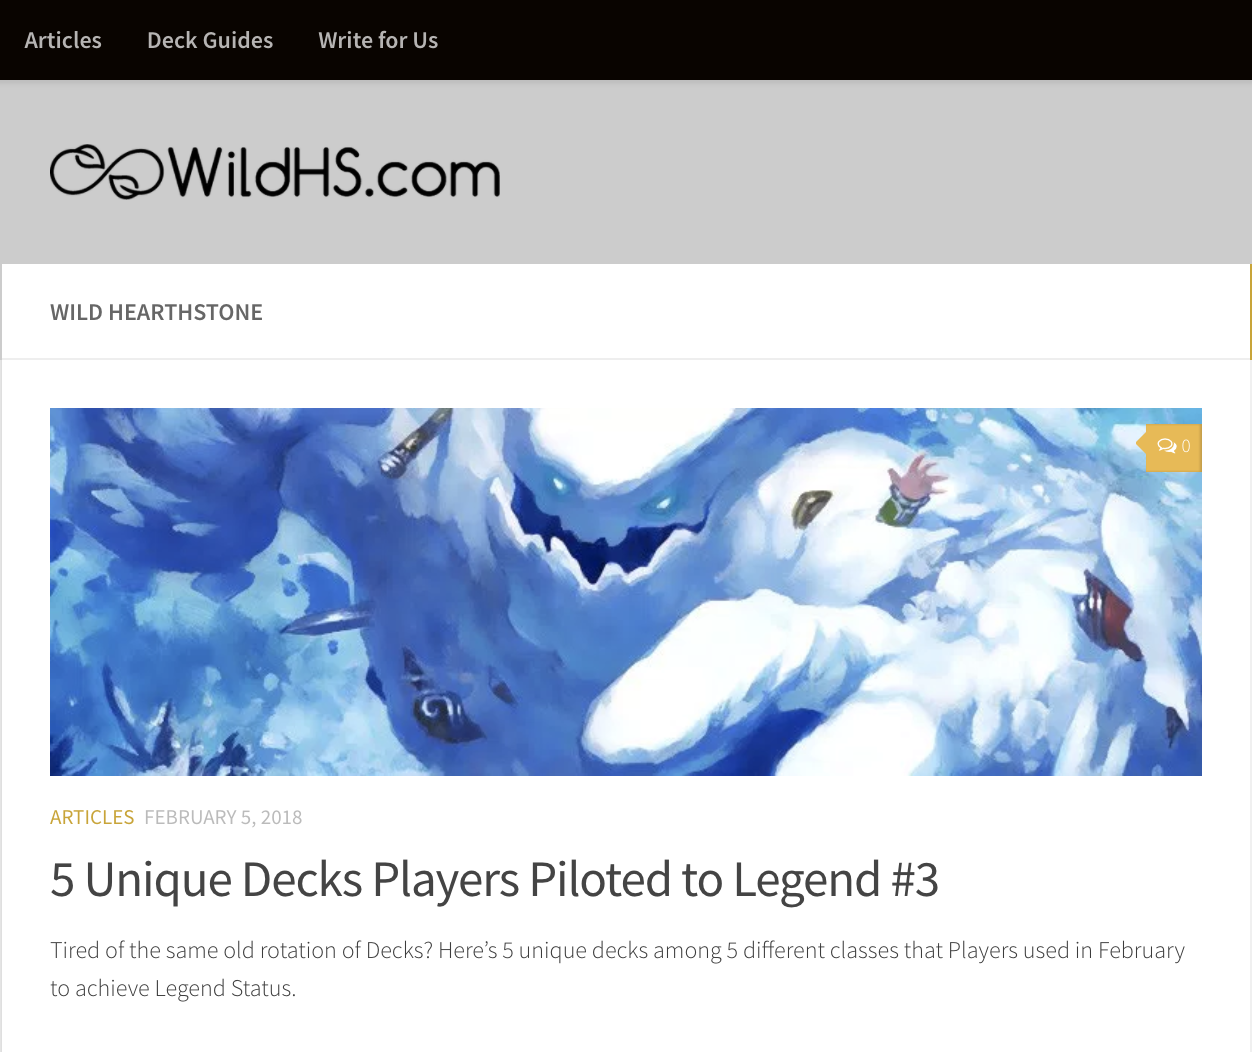 Articles Deck Guides Write for Us
WildHS.com
WILD HEARTHSTONE
0
ARTICLES FEBRUARY 5, 2018
5 Unique Decks Players Piloted to Legend #3
Tired of the same old rotation of Decks? Here’s 5 unique decks among 5 different classes that Players used in February
to achieve Legend Status.